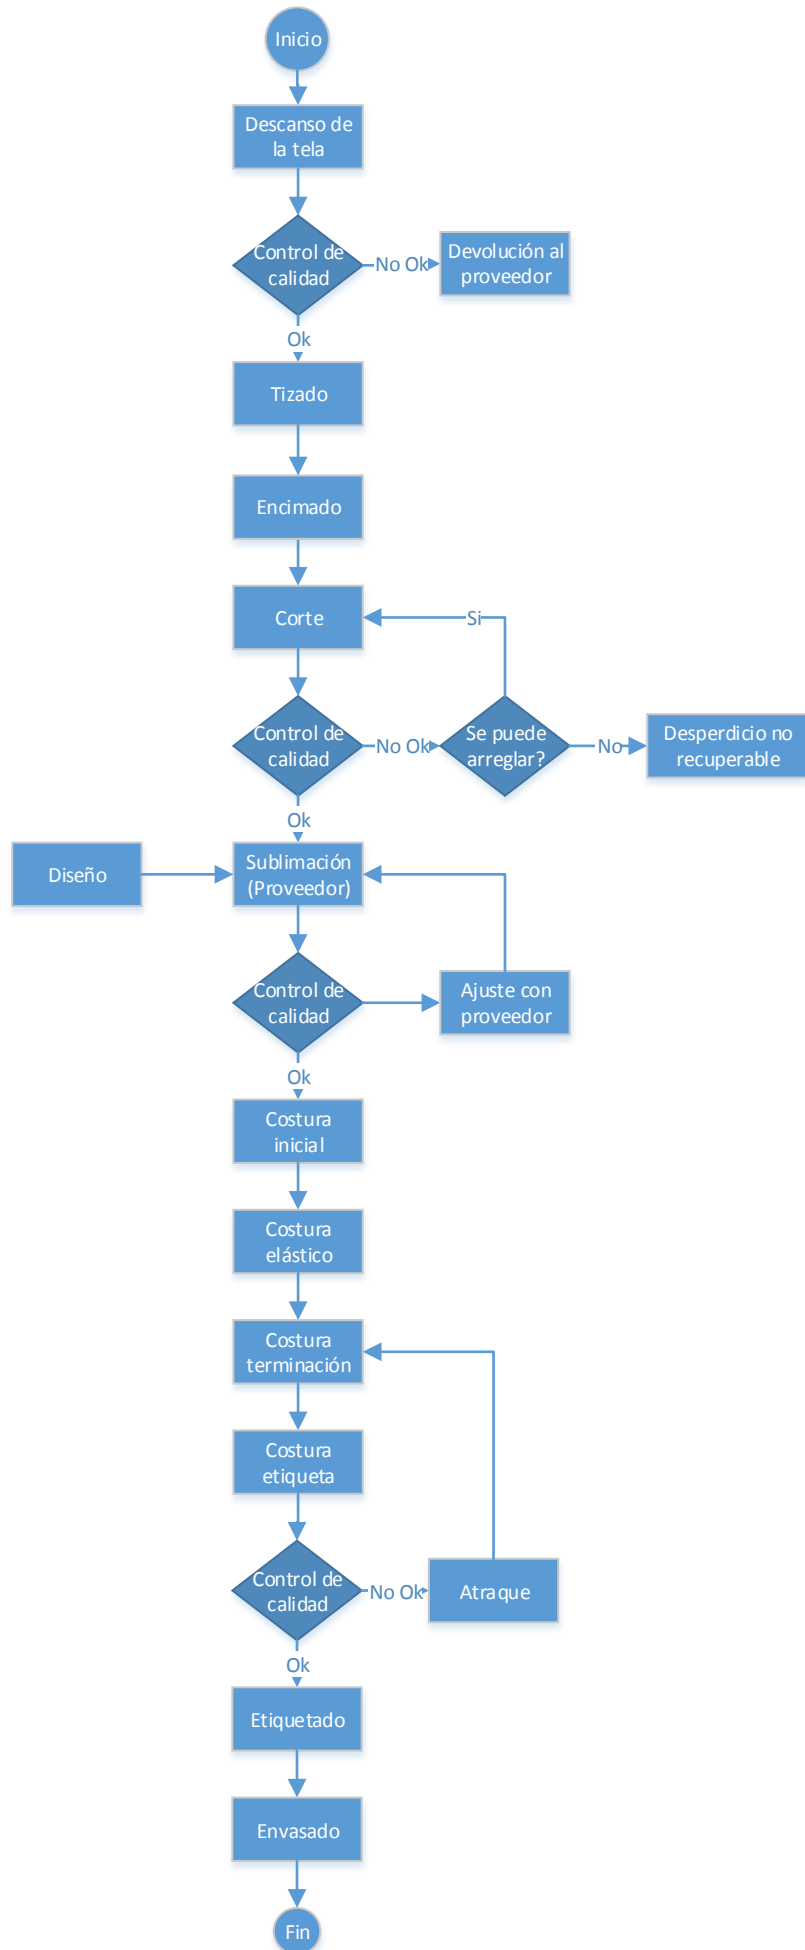 Inicio
Descanso de
la tela
Control de
calidad
No Ok
Devolución al
proveedor
Ok
Tizado
Encimado
Corte
Si
Control de
calidad
No Ok
Se puede
arreglar?
No
Desperdicio no
recuperable
Ok
Diseño
Sublimación
(Proveedor)
Control de
calidad
Ajuste con
proveedor
Ok
Costura
inicial
Costura
elástico
Costura
terminación
Costura
etiqueta
Control de
calidad
No Ok
Atraque
Ok
Etiquetado
Envasado
Fin